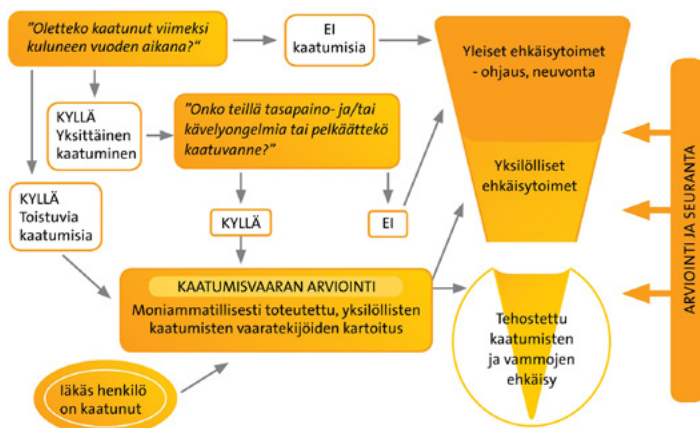 "Oletteko kaatunut viimeksi
kuluneen vuoden aikana?"
EI
kaatumisia
Yleiset ehkäisytoimet
- ohjaus, neuvonta
KYLLÄ
Yksittäinen
kaatuminen
"Onko teillä tasapaino- ja/tai
kävelyongelmia tai pelkäättekö
kaatuvanne?"
Yksilölliset
ehkäisytoimet
KYLLÄ
Toistuvia
kaatumisia
KYLLÄ
EI
KAATUMISVAARAN ARVIOINTI
Moniammatillisesti toteutettu, yksilöllisten
kaatumisten vaaratekijöiden kartoitus
Tehostettu
kaatumisten
ja vammojen
ehkäisy
Iäkäs henkilö
on kaatunut
ARVIOINTI JA SEURANTA